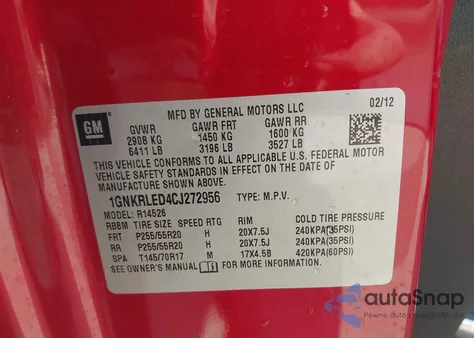 GM
MFD BY GENERAL MOTORS LLC
02/12
GVWR GAWR FRT GAWR RR
2908 KG 1450 KG 1600 KG
6411 LB 3196 LB 3527 LB
THIS VEHICLE CONFORMS TO ALL APPLICABLE U.S. FEDERAL MOTOR
VEHICLE SAFETY STANDARDS IN EFFECT ON THE DATE OF
MANUFACTURE SHOWN ABOVE.
1GNKRLED4CJ272956 TYPE: M.P.V.
MODEL: R14526
RBBM TIRE SIZE SPEED RTG RIM COLD TIRE PRESSURE
FRT P255/55R20 H 20X7.5J 240KPA(35PSI)
RR P255/55R20 H 20X7.5J 240KPA(35PSI)
SPA T145/70R17 M 17X4.5B 420KPA(60PSI)
SEE OWNER'S MANUAL FOR MORE INFORMATION.
autoSnap